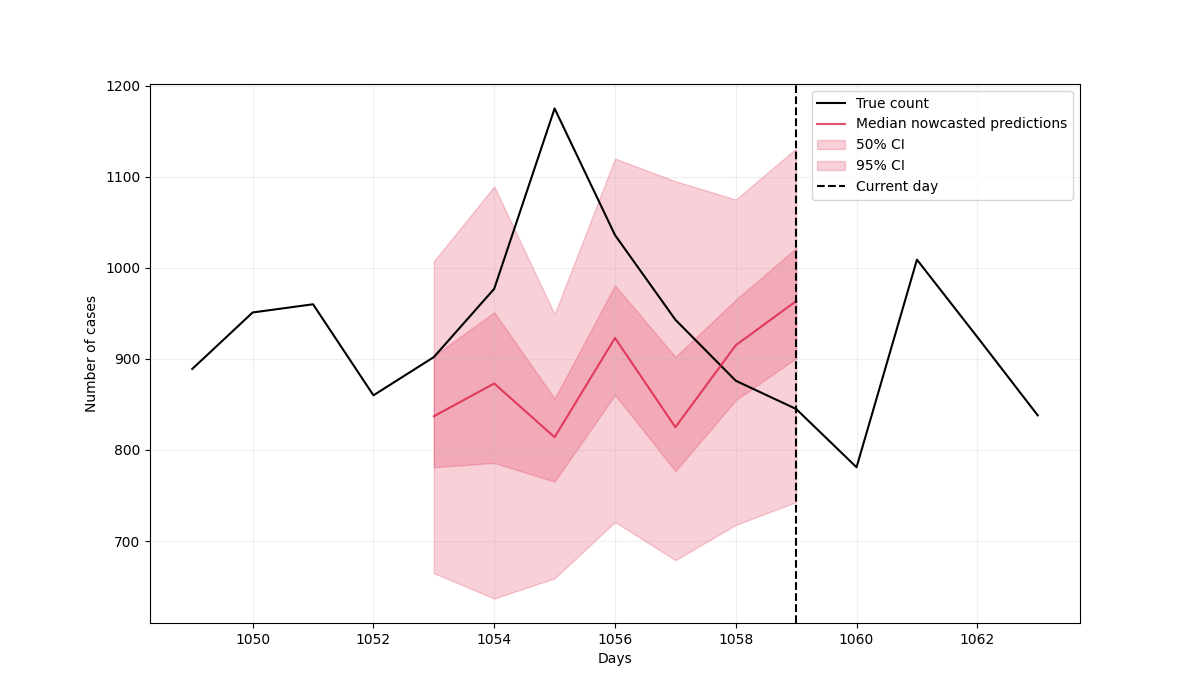 1200
1100
1000
900
800
700
Number of cases
1050
1052
1054
1056
1058
1060
1062
Days
True count
Median nowcasted predictions
50% CI
95% CI
Current day